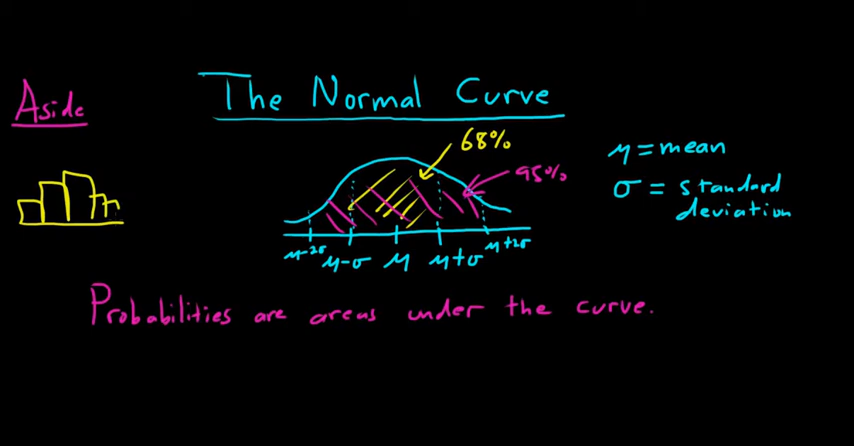 Aside
The Normal Curve
68%
95%
μ = mean
σ = standard
deviation
μ-2σ μ-σ μ μ+σ μ+2σ
Probabilities are areas under the curve.